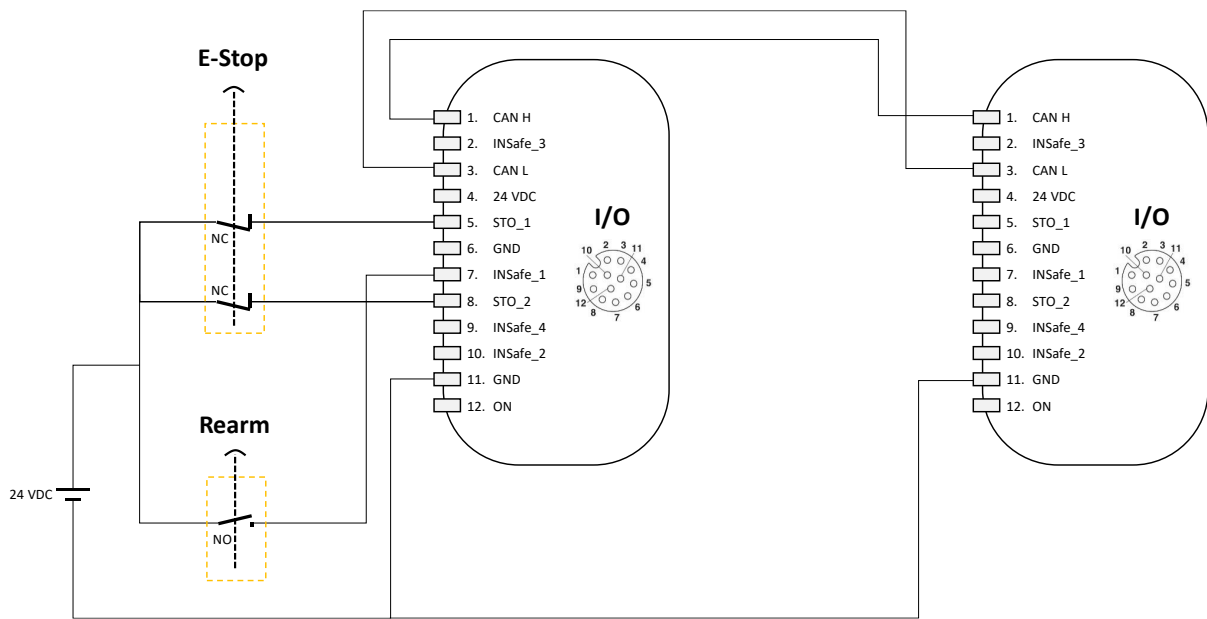 E-Stop
NC
NC
Rearm
NO
24 VDC
1. CAN H
2. INSafe_3
3. CAN L
4. 24 VDC
5. STO_1
6. GND
7. INSafe_1
8. STO_2
9. INSafe_4
10. INSafe_2
11. GND
12. ON
I/O
2 3 11
10 4
1
5
9
12 6
8 7
1. CAN H
2. INSafe_3
3. CAN L
4. 24 VDC
5. STO_1
6. GND
7. INSafe_1
8. STO_2
9. INSafe_4
10. INSafe_2
11. GND
12. ON
I/O
2 3 11
10 4
1
5
9
12 6
8 7